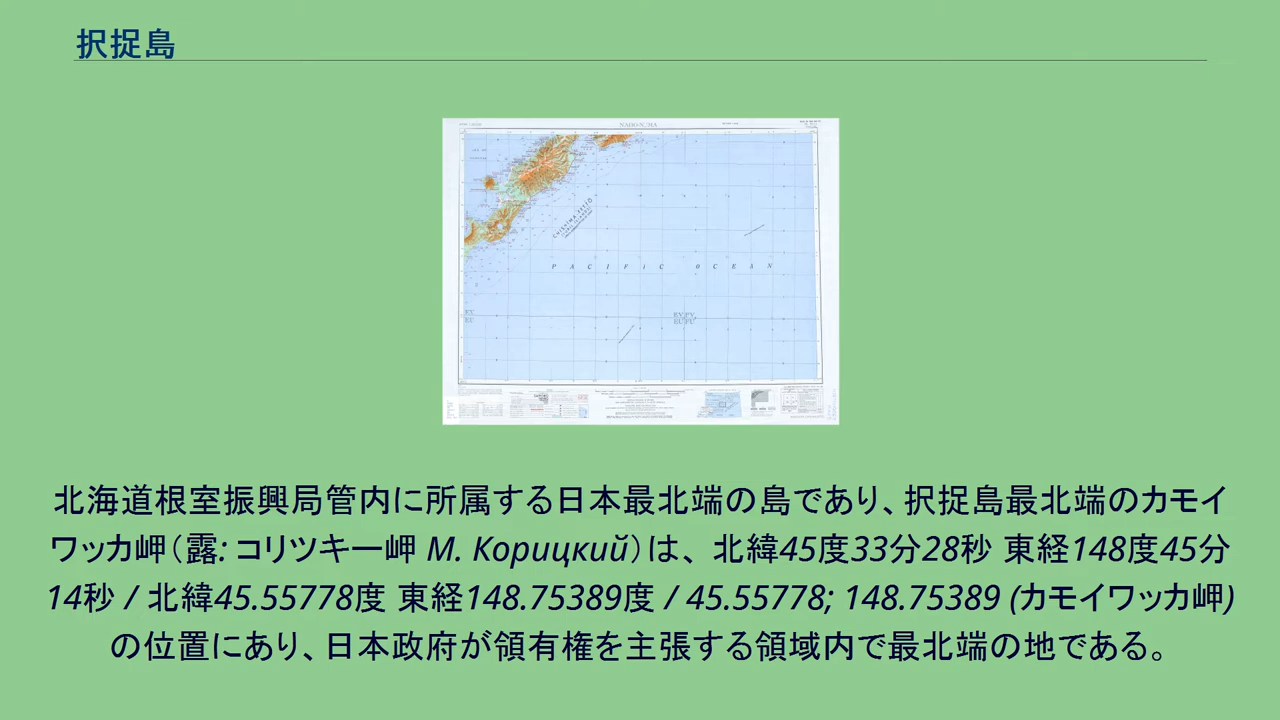 択捉島
NAIBO-NUMA
CHISHIMA RETTŌ
PACIFIC OCEAN
北海道根室振興局管内に所属する日本最北端の島であり、択捉島最北端のカモイ
ワッカ岬（露: コリツキー岬 М. Корицкий）は、 北緯45度33分28秒 東経148度45分
14秒 / 北緯45.55778度 東経148.75389度 / 45.55778; 148.75389 (カモイワッカ岬)
の位置にあり、日本政府が領有権を主張する領域内で最北端の地である。